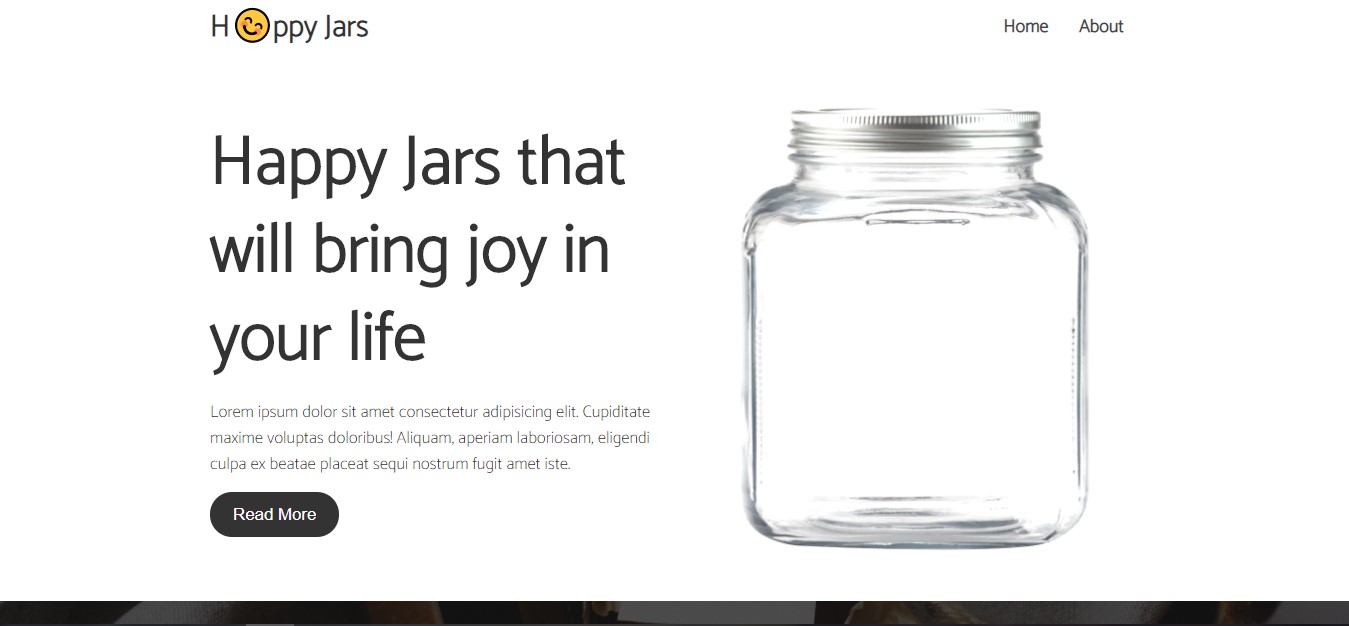 H ppy Jars
Home
About
Happy Jars that
will bring joy in
your life
Lorem ipsum dolor sit amet consectetur adipisicing elit. Cupiditate
maxime voluptas doloribus! Aliquam, aperiam laboriosam, eligendi
culpa ex beatae placeat sequi nostrum fugit amet iste.
Read More